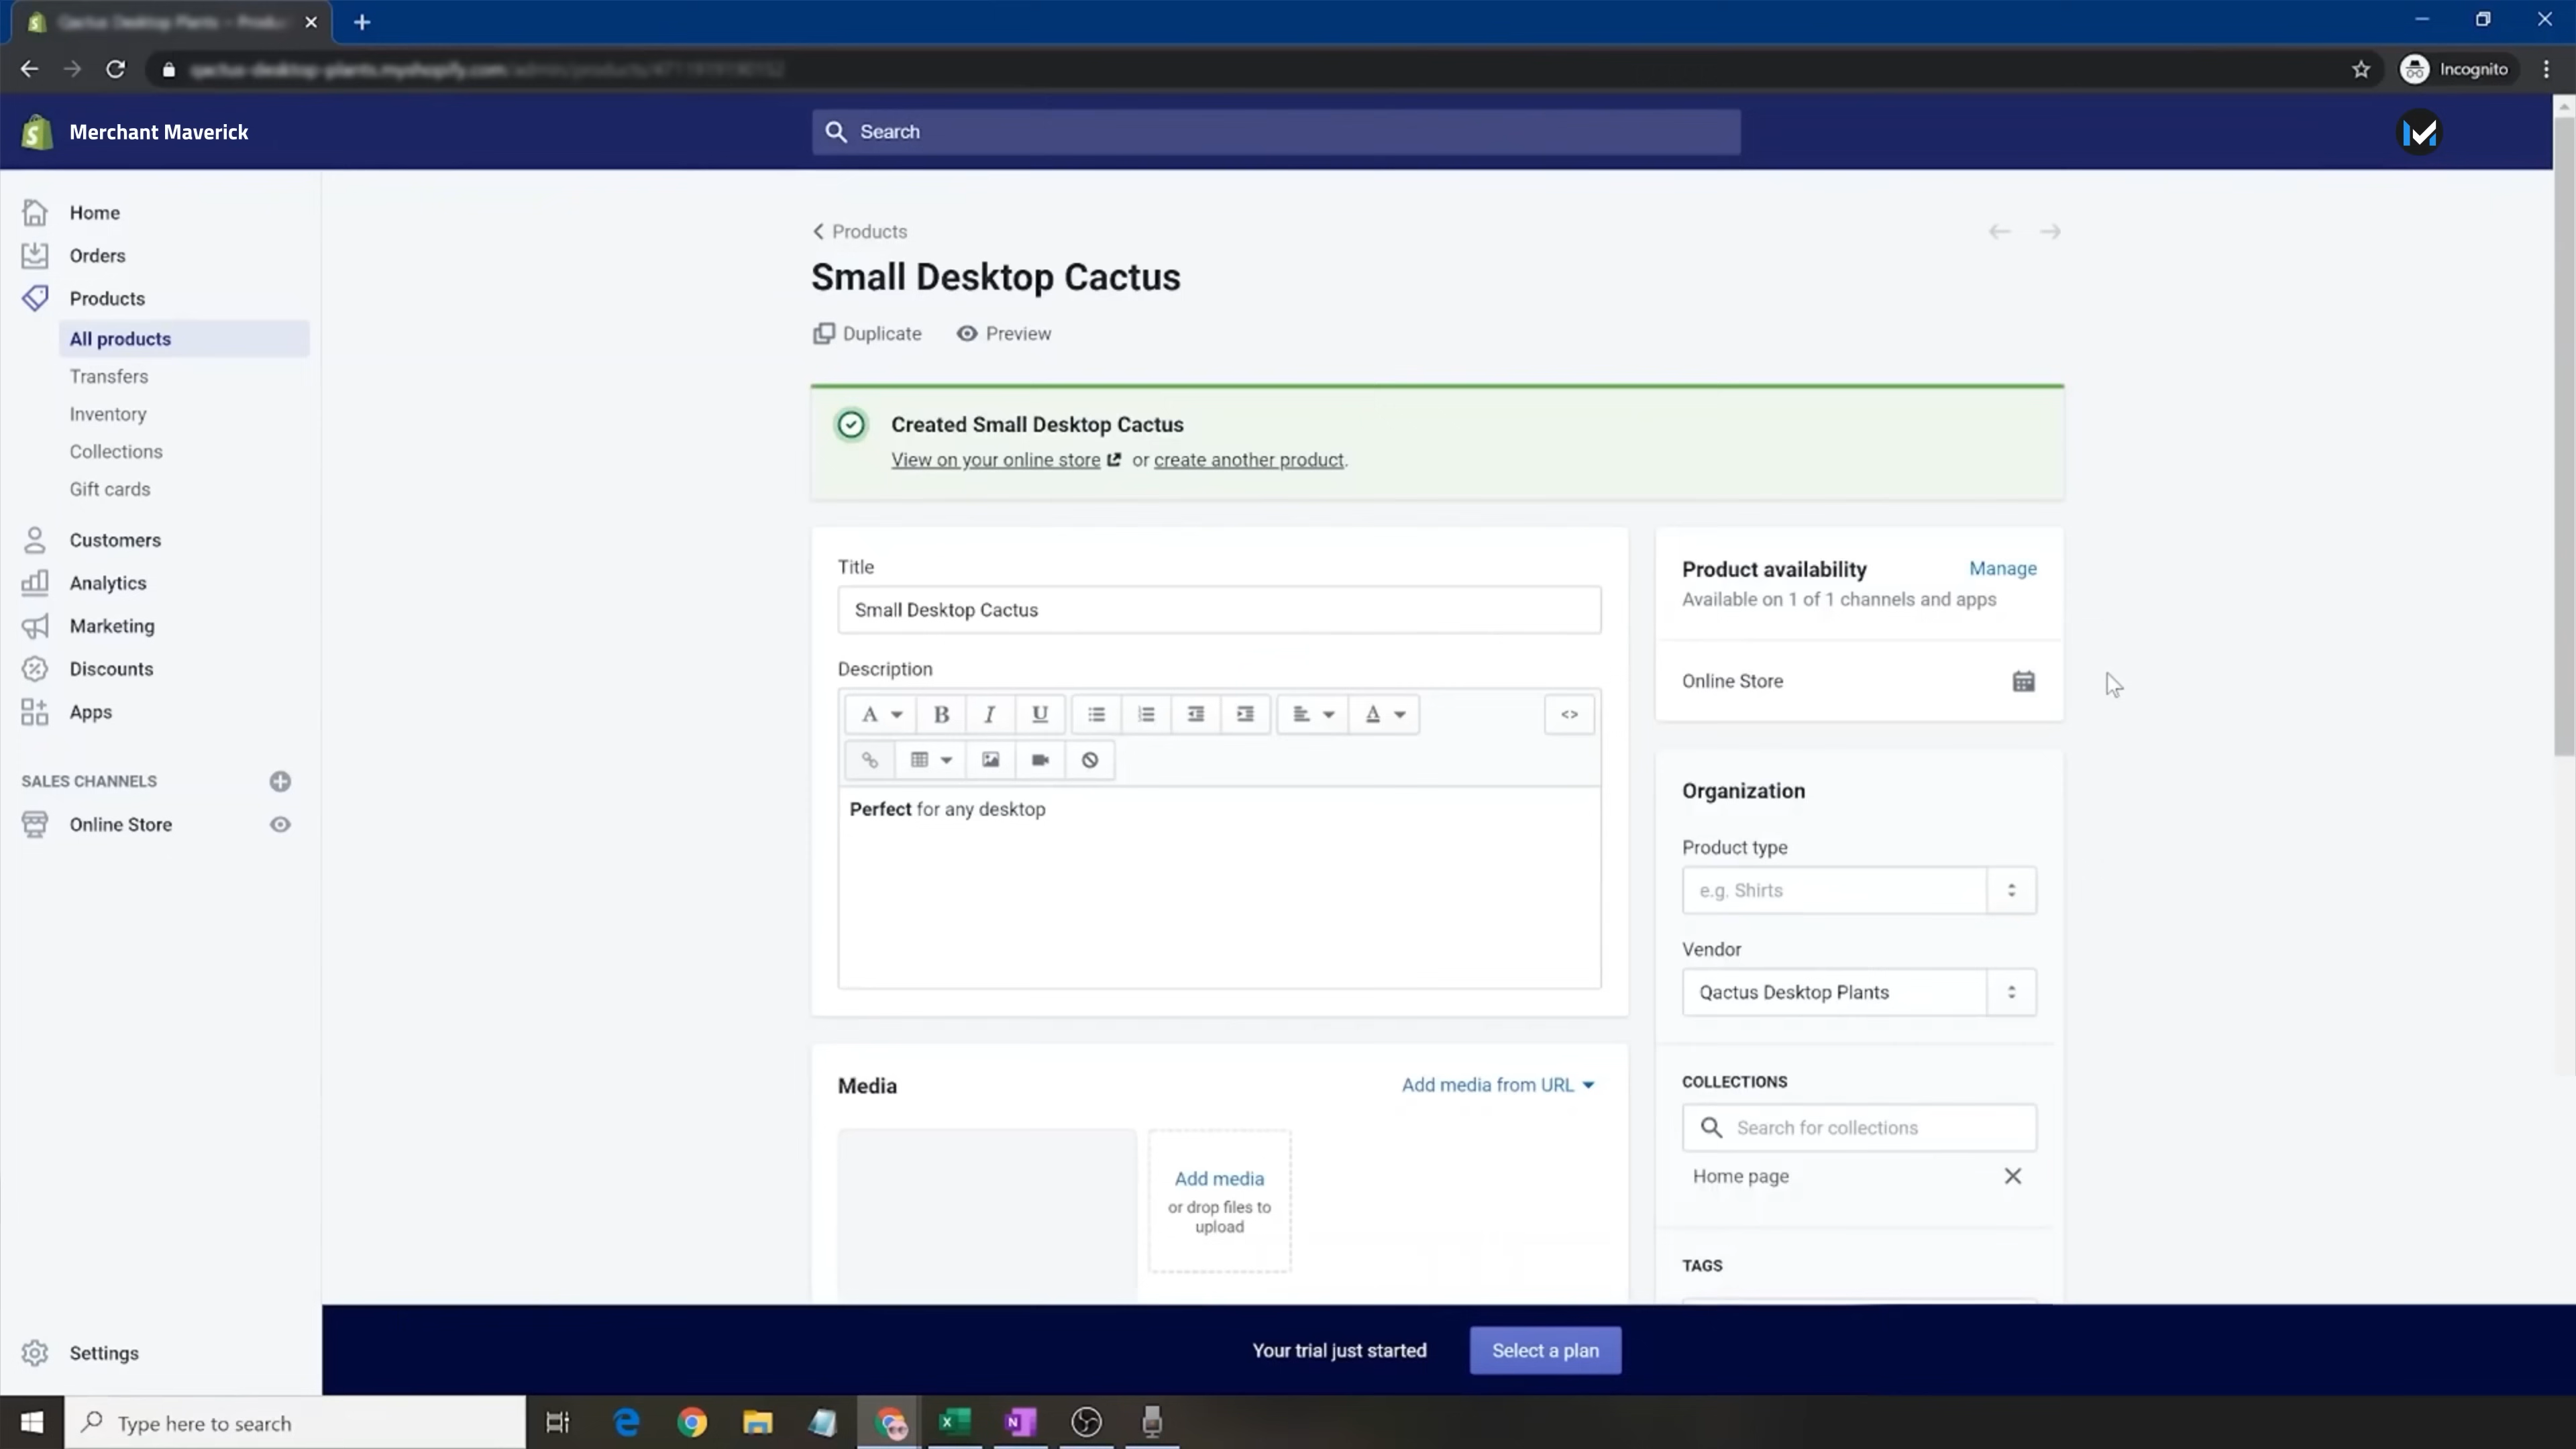 Incognito
Merchant Maverick
Search
Home
Orders
Products
All products
Transfers
Inventory
Collections
Gift cards
Customers
Analytics
Marketing
Discounts
Apps
SALES CHANNELS
Online Store
Settings
Products
Small Desktop Cactus
Duplicate
Preview
Created Small Desktop Cactus
View on your online store or create another product.
Title
Small Desktop Cactus
Description
Perfect for any desktop
Media
Add media from URL
Add media
or drop files to
upload
Product availability
Manage
Available on 1 of 1 channels and apps
Online Store
Organization
Product type
e.g. Shirts
Vendor
Qactus Desktop Plants
COLLECTIONS
Search for collections
Home page
TAGS
Your trial just started
Select a plan
Type here to search